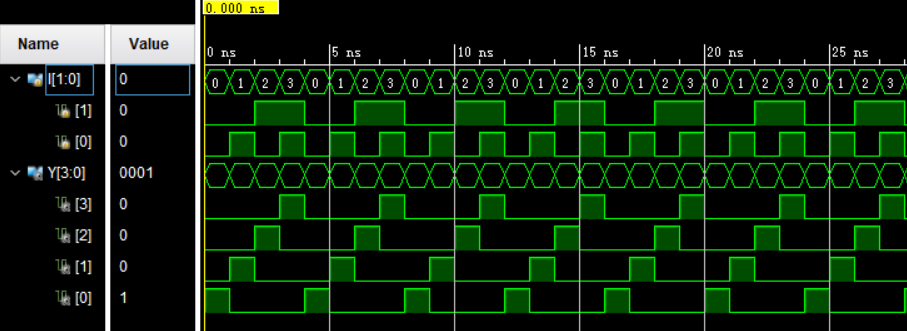 0.000 ns
Name Value
0 ns 5 ns 10 ns 15 ns 20 ns 25 ns
I[1:0] 0 0 1 2 3 0 1 2 3 0 1 2 3 0 1 2 3 0 1 2 3 0 1 2 3 0 1 2 3
[1] 0
[0] 0
Y[3:0] 0001
[3] 0
[2] 0
[1] 0
[0] 1